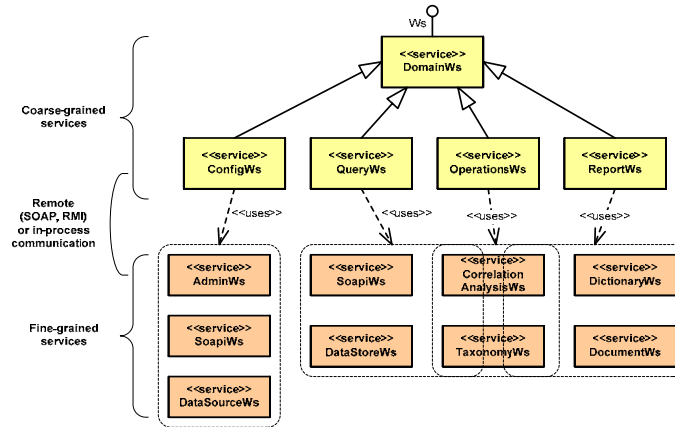 Ws
<<service>>
DomainWs
Coarse-grained
services
<<service>>
ConfigWs
<<service>>
QueryWs
<<service>>
OperationsWs
<<service>>
ReportWs
Remote
(SOAP, RMI)
or in-process
communication
<<uses>>
<<uses>>
<<uses>>
<<uses>>
Fine-grained
services
<<service>>
AdminWs
<<service>>
SoapiWs
<<service>>
Correlation
AnalysisWs
<<service>>
DictionaryWs
<<service>>
SoapiWs
<<service>>
DataStoreWs
<<service>>
TaxonomyWs
<<service>>
DocumentWs
<<service>>
DataSourceWs